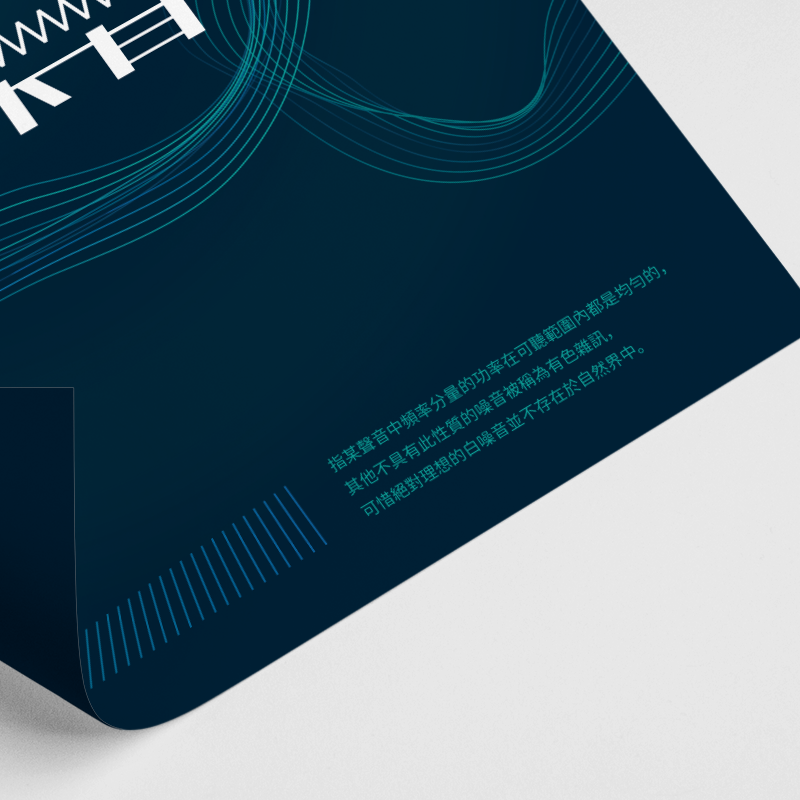 指某聲音中頻率分量的功率在可聽範圍內都是均勻的，
其他不具有此性質的噪音被稱為有色雜訊，
可惜絕對理想的白噪音並不存在於自然界中。